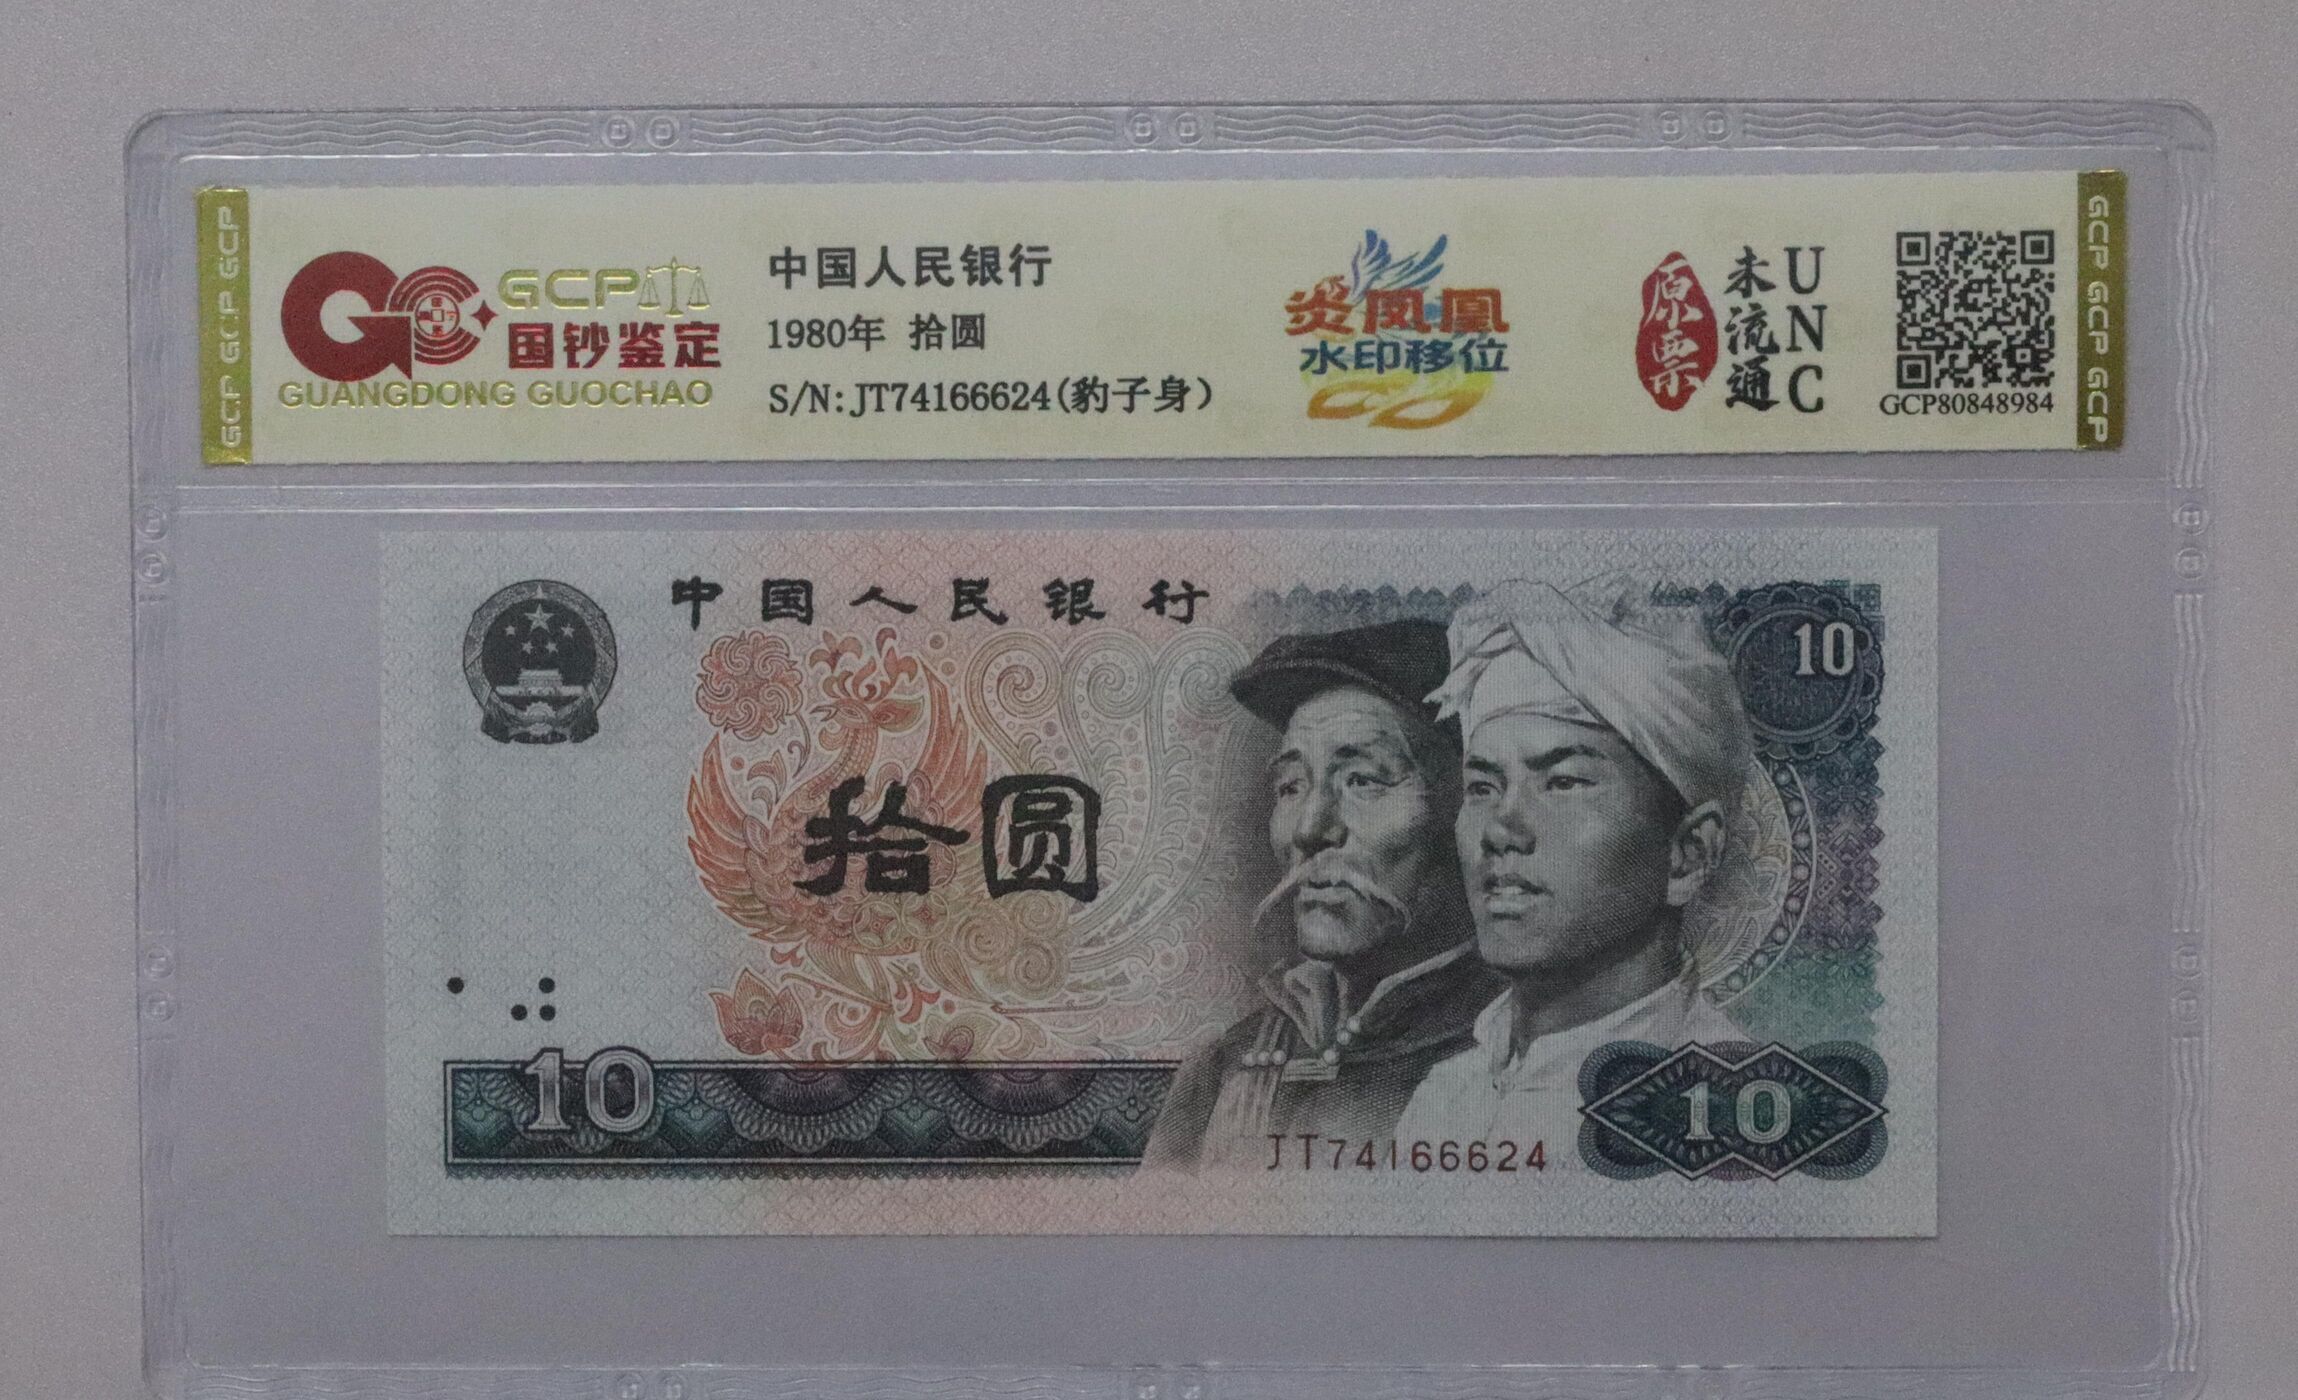 GCP GCP GCP
GCP
国钞鉴定
GUANGDONG GUOCHAO
中国人民银行
1980年 拾圆
S/N:JT74166624(豹子身)
炎凤凰
水印移位
原票
未流通
UNC
GCP80848984
GCP GCP GCP
中国人民银行
10
拾圆
10
JT74166624
10